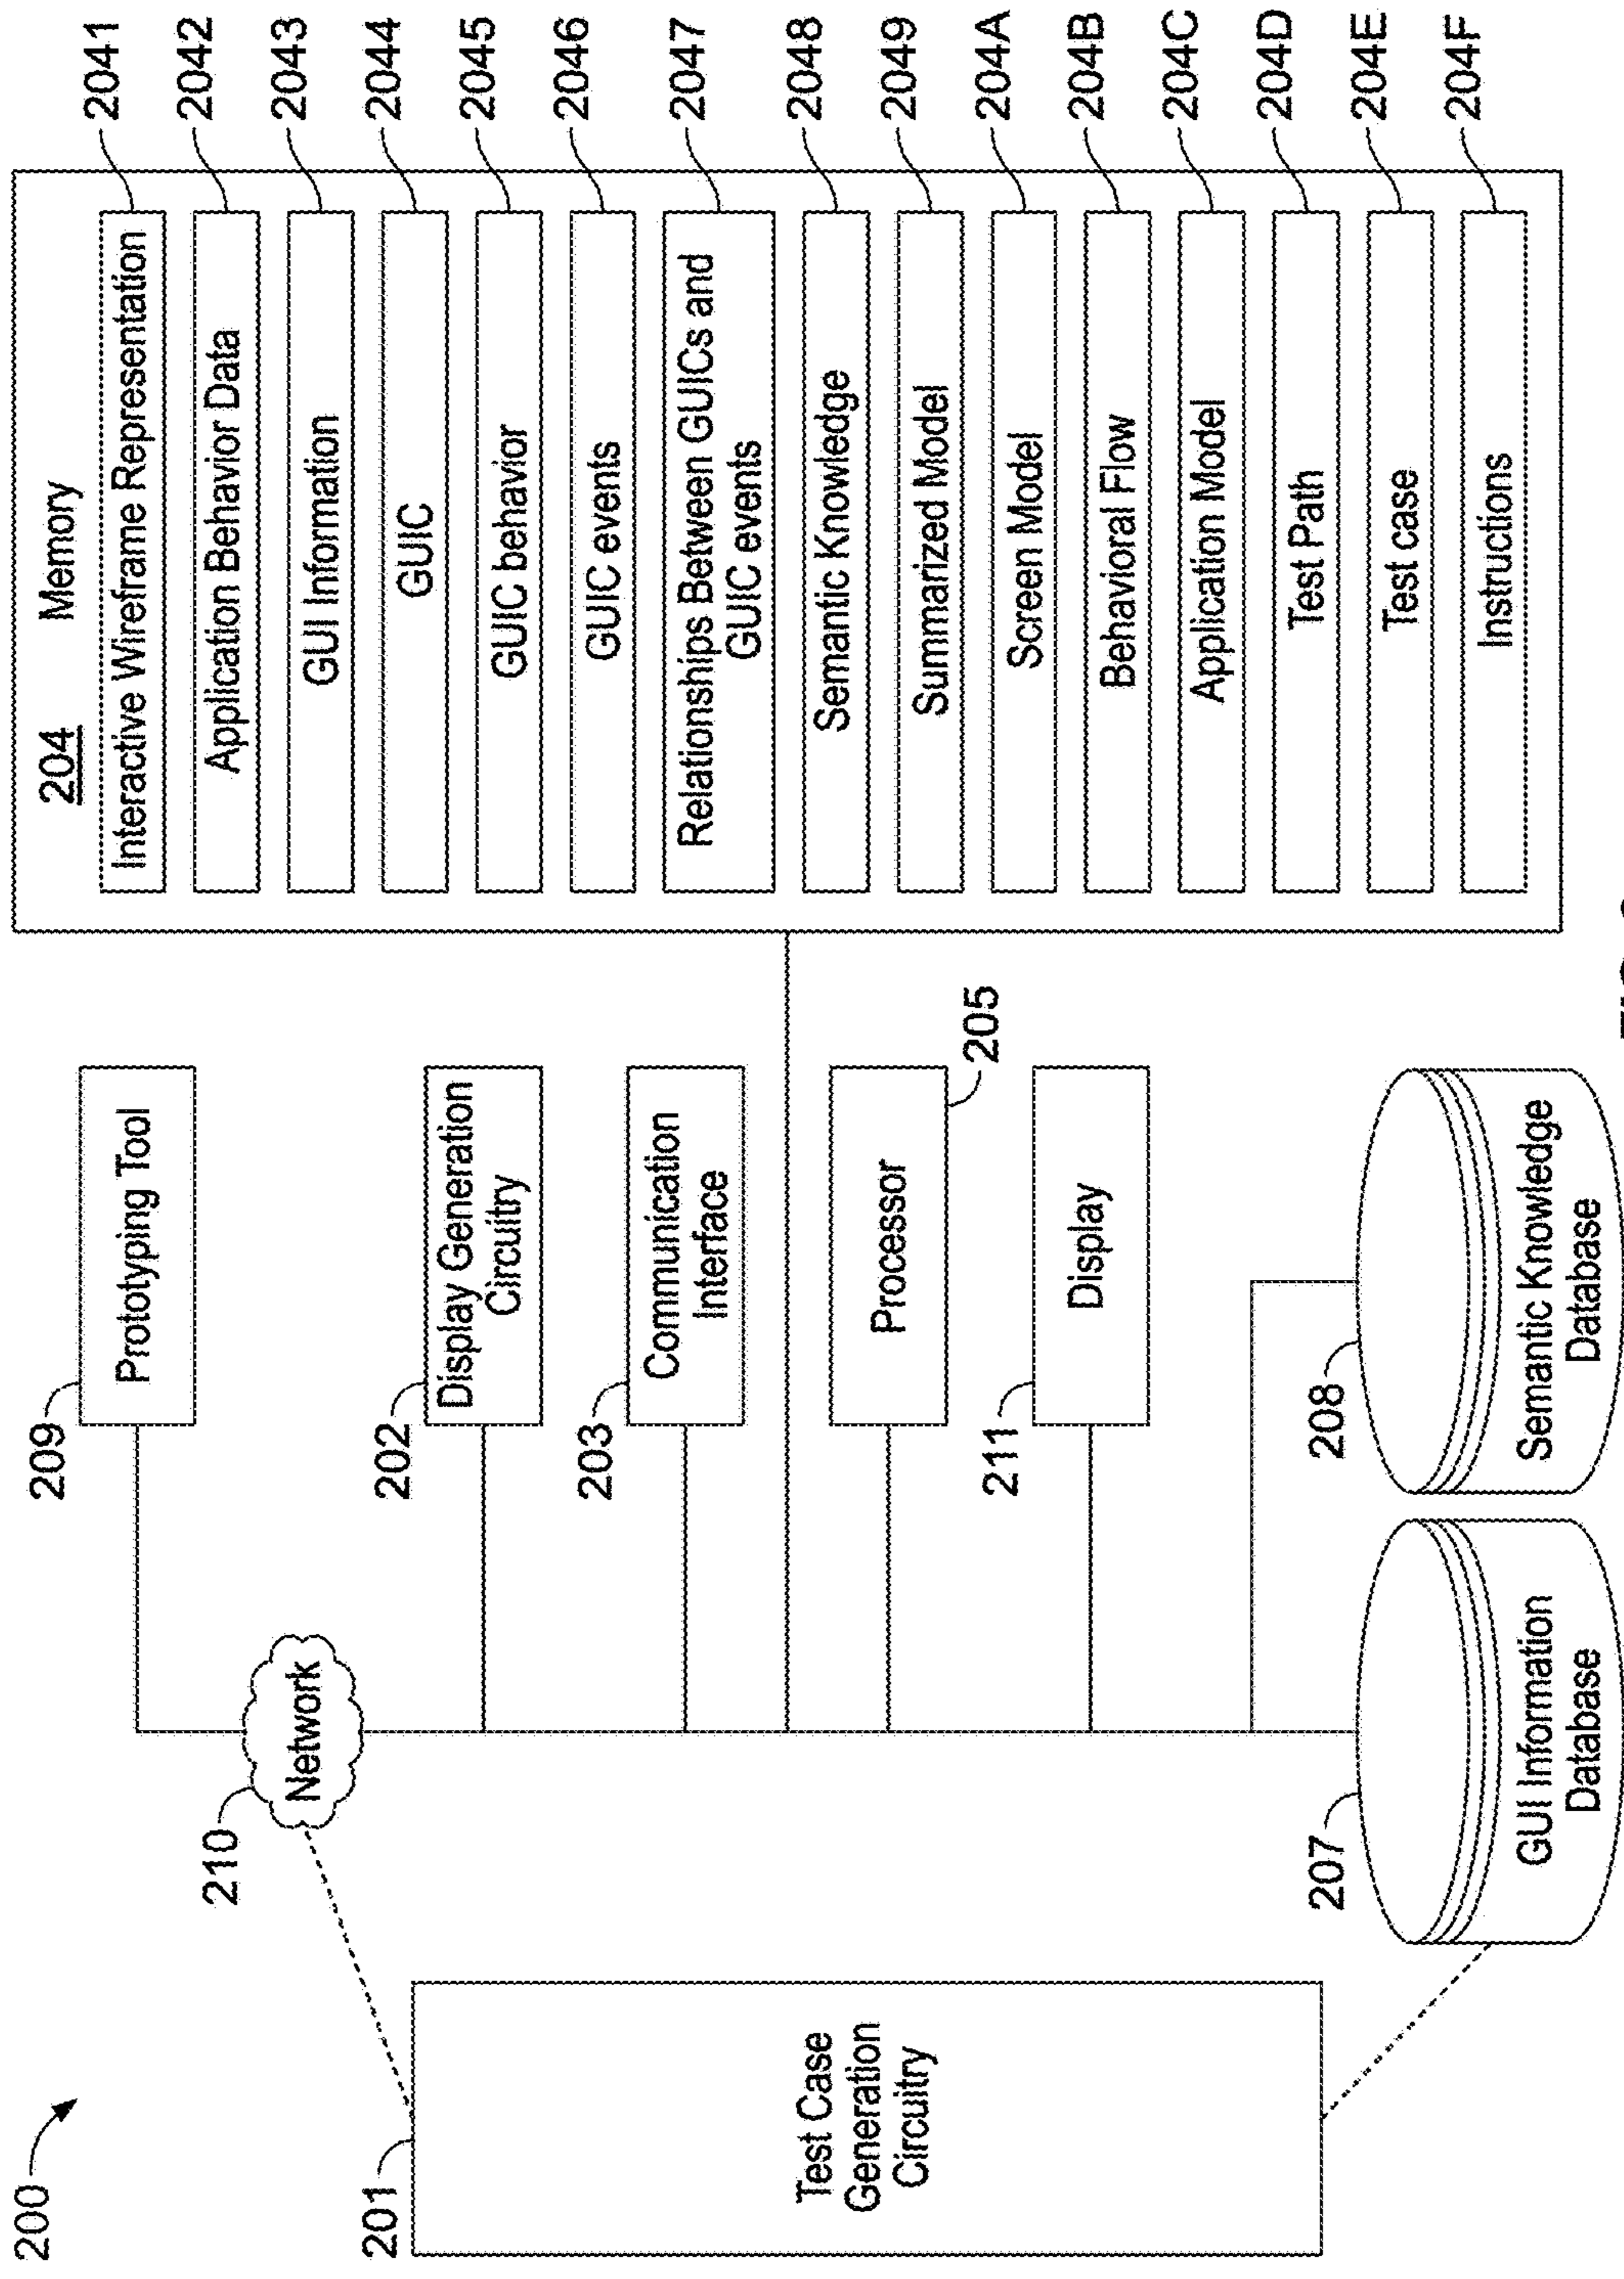 200
201
Test Case
Generation
Circuitry
210
Network
209
Prototyping Tool
202
Display Generation
Circuitry
203
Communication
Interface
Processor
205
211
Display
207
GUI Information
Database
208
Semantic Knowledge
Database
204
Memory
Interactive Wireframe Representation
2041
Application Behavior Data
2042
GUI Information
2043
GUIC
2044
GUIC behavior
2045
GUIC events
2046
Relationships Between GUICs and
GUIC events
2047
Semantic Knowledge
2048
Summarized Model
2049
Screen Model
204A
Behavioral Flow
204B
Application Model
204C
Test Path
204D
Test case
204E
Instructions
204F